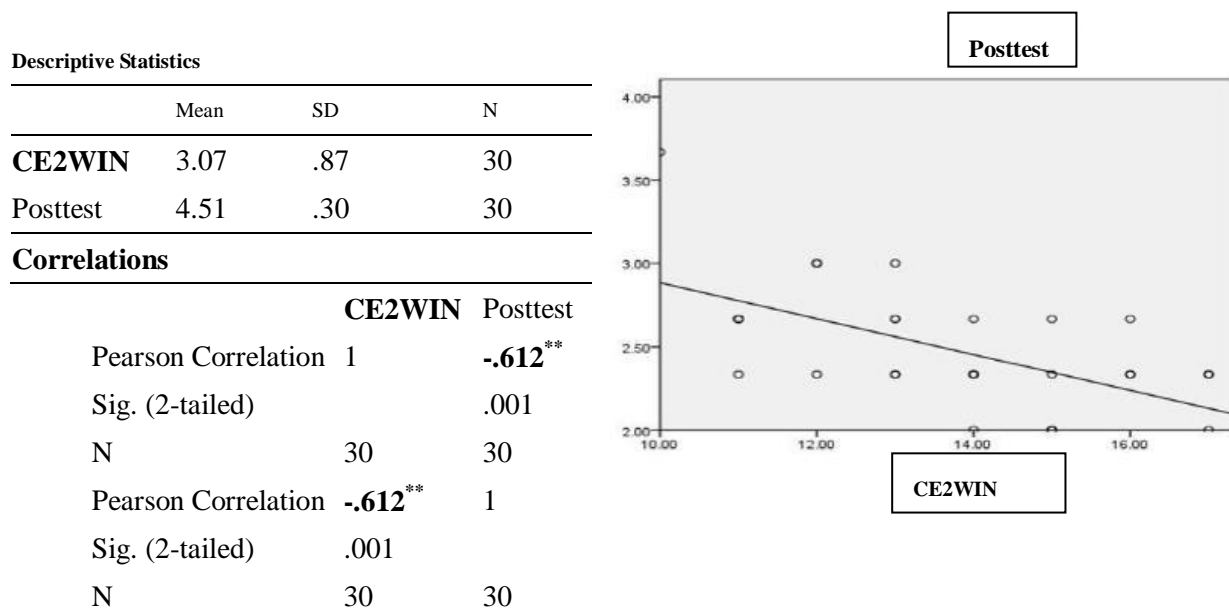 Descriptive Statistics
Mean SD N
CE2WIN 3.07 .87 30
Posttest 4.51 .30 30
Correlations
CE2WIN Posttest
Pearson Correlation 1 -.612**
Sig. (2-tailed) .001
N 30 30
Pearson Correlation -.612** 1
Sig. (2-tailed) .001
N 30 30
Posttest
4.00
3.50
3.00
2.50
2.00
10.00 12.00 14.00 16.00
CE2WIN